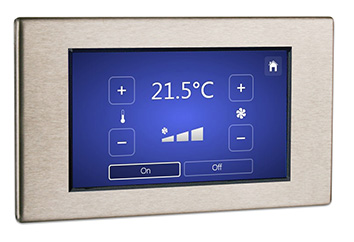 + 21.5°C +
− −
On Off